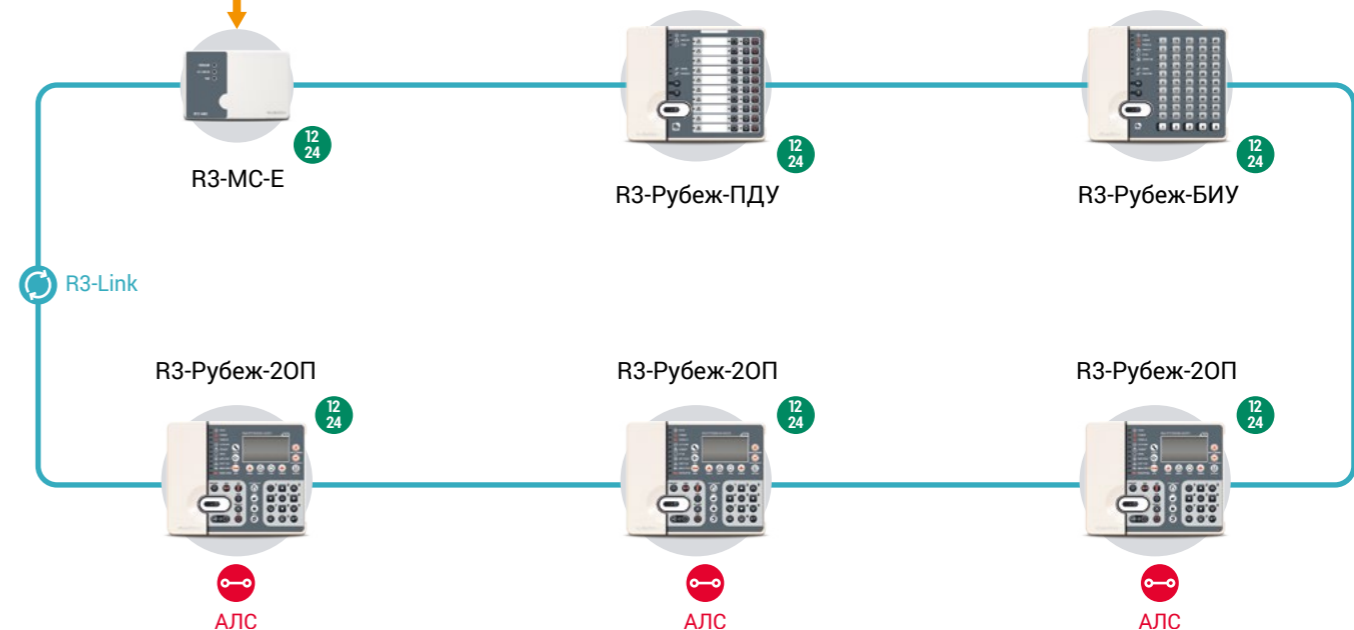 12
24
12
24
12
24
R3-МС-Е
R3-Рубеж-ПДУ
R3-Рубеж-БИУ
R3-Link
R3-Рубеж-2ОП
R3-Рубеж-2ОП
R3-Рубеж-2ОП
12
24
12
24
12
24
АЛС
АЛС
АЛС